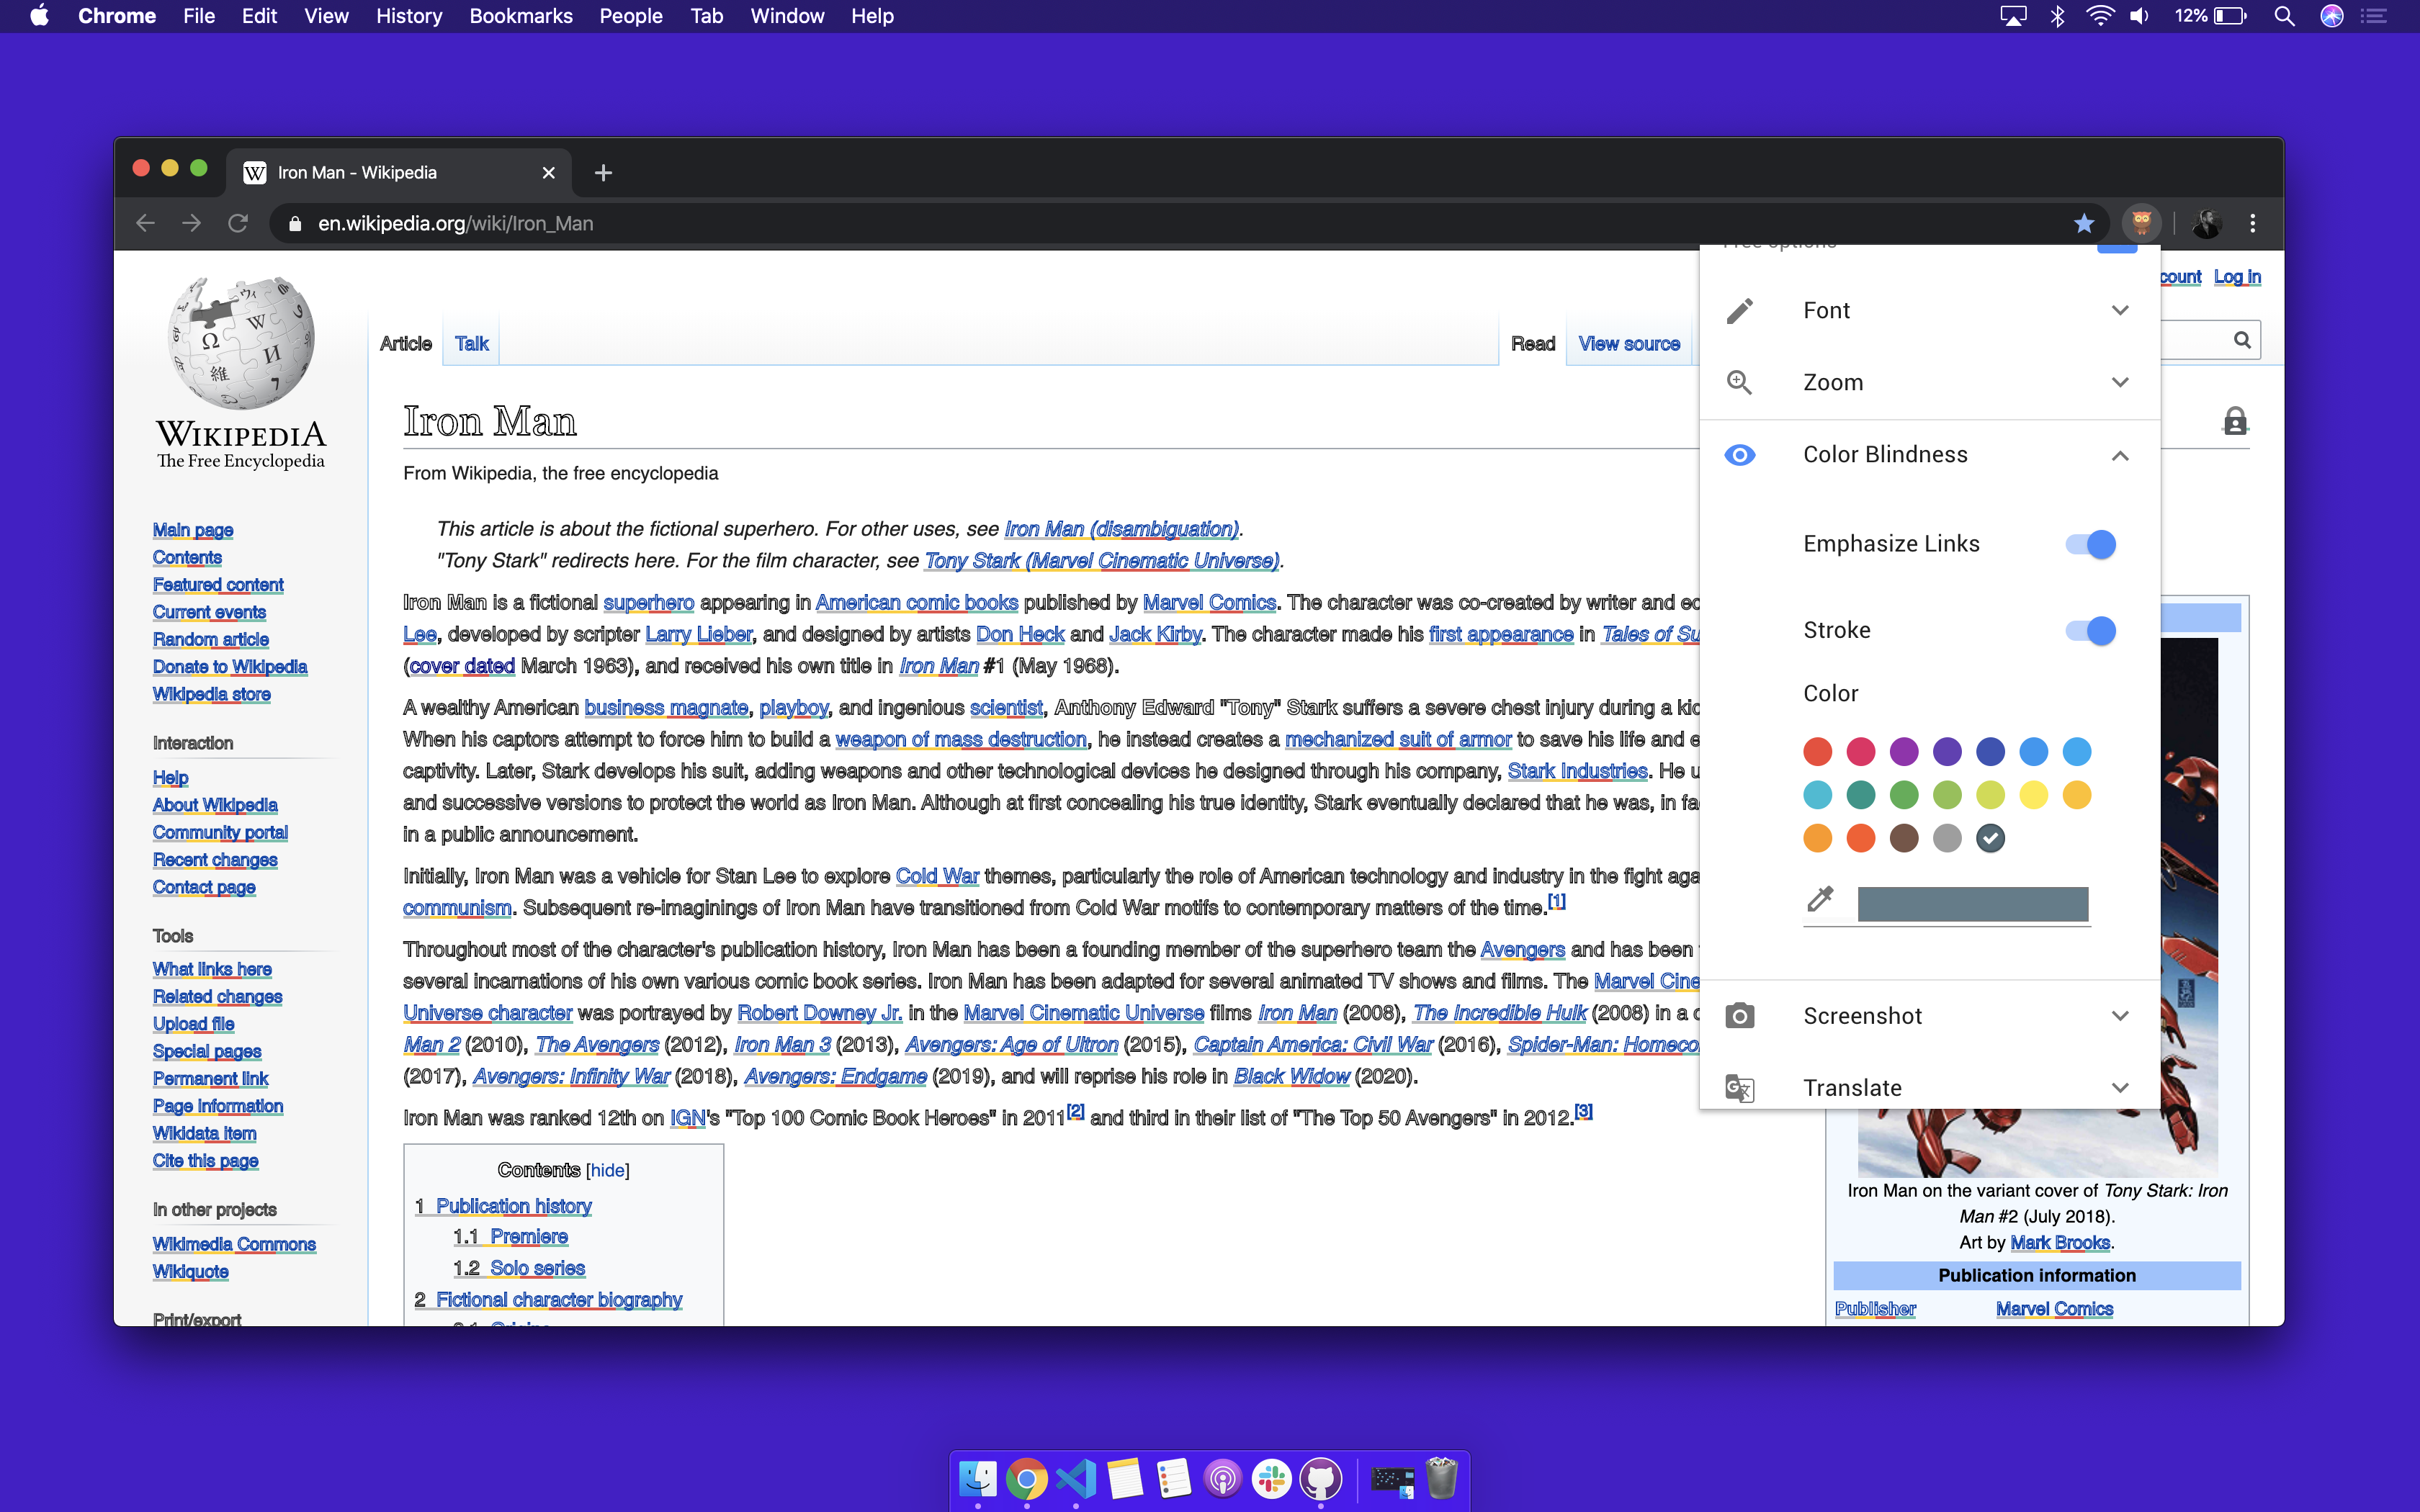 Chrome File Edit View History Bookmarks People Tab Window Help
12%
Iron Man - Wikipedia
en.wikipedia.org/wiki/Iron_Man
Free options
count Log in
WIKIPEDIA
The Free Encyclopedia
Article Talk
Read View source
Main page
Contents
Featured content
Current events
Random article
Donate to Wikipedia
Wikipedia store
Interaction
Help
About Wikipedia
Community portal
Recent changes
Contact page
Tools
What links here
Related changes
Upload file
Special pages
Permanent link
Page information
Wikidata item
Cite this page
In other projects
Wikimedia Commons
Wikiquote
Print/export
Iron Man
From Wikipedia, the free encyclopedia
This article is about the fictional superhero. For other uses, see Iron Man (disambiguation).
"Tony Stark" redirects here. For the film character, see Tony Stark (Marvel Cinematic Universe).
Iron Man is a fictional superhero appearing in American comic books published by Marvel Comics. The character was co-created by writer and ec
Lee, developed by scripter Larry Lieber, and designed by artists Don Heck and Jack Kirby. The character made his first appearance in Tales of Su
(cover dated March 1963), and received his own title in Iron Man #1 (May 1968).
A wealthy American business magnate, playboy, and ingenious scientist, Anthony Edward "Tony" Stark suffers a severe chest injury during a kic
When his captors attempt to force him to build a weapon of mass destruction, he instead creates a mechanized suit of armor to save his life and e
captivity. Later, Stark develops his suit, adding weapons and other technological devices he designed through his company, Stark Industries. He u
and successive versions to protect the world as Iron Man. Although at first concealing his true identity, Stark eventually declared that he was, in fa
in a public announcement.
Initially, Iron Man was a vehicle for Stan Lee to explore Cold War themes, particularly the role of American technology and industry in the fight aga
communism. Subsequent re-imaginings of Iron Man have transitioned from Cold War motifs to contemporary matters of the time.[1]
Throughout most of the character's publication history, Iron Man has been a founding member of the superhero team the Avengers and has been
several incarnations of his own various comic book series. Iron Man has been adapted for several animated TV shows and films. The Marvel Cine
Universe character was portrayed by Robert Downey Jr. in the Marvel Cinematic Universe films Iron Man (2008), The Incredible Hulk (2008) in a c
Man 2 (2010), The Avengers (2012), Iron Man 3 (2013), Avengers: Age of Ultron (2015), Captain America: Civil War (2016), Spider-Man: Homeco
(2017), Avengers: Infinity War (2018), Avengers: Endgame (2019), and will reprise his role in Black Widow (2020).
Iron Man was ranked 12th on IGN's "Top 100 Comic Book Heroes" in 2011[2] and third in their list of "The Top 50 Avengers" in 2012.[3]
Contents [hide]
1 Publication history
1.1 Premiere
1.2 Solo series
2 Fictional character biography
2.1 Origins
Font
Zoom
Color Blindness
Emphasize Links
Stroke
Color
Screenshot
Translate
Iron Man on the variant cover of Tony Stark: Iron
Man #2 (July 2018).
Art by Mark Brooks.
Publication information
Publisher Marvel Comics